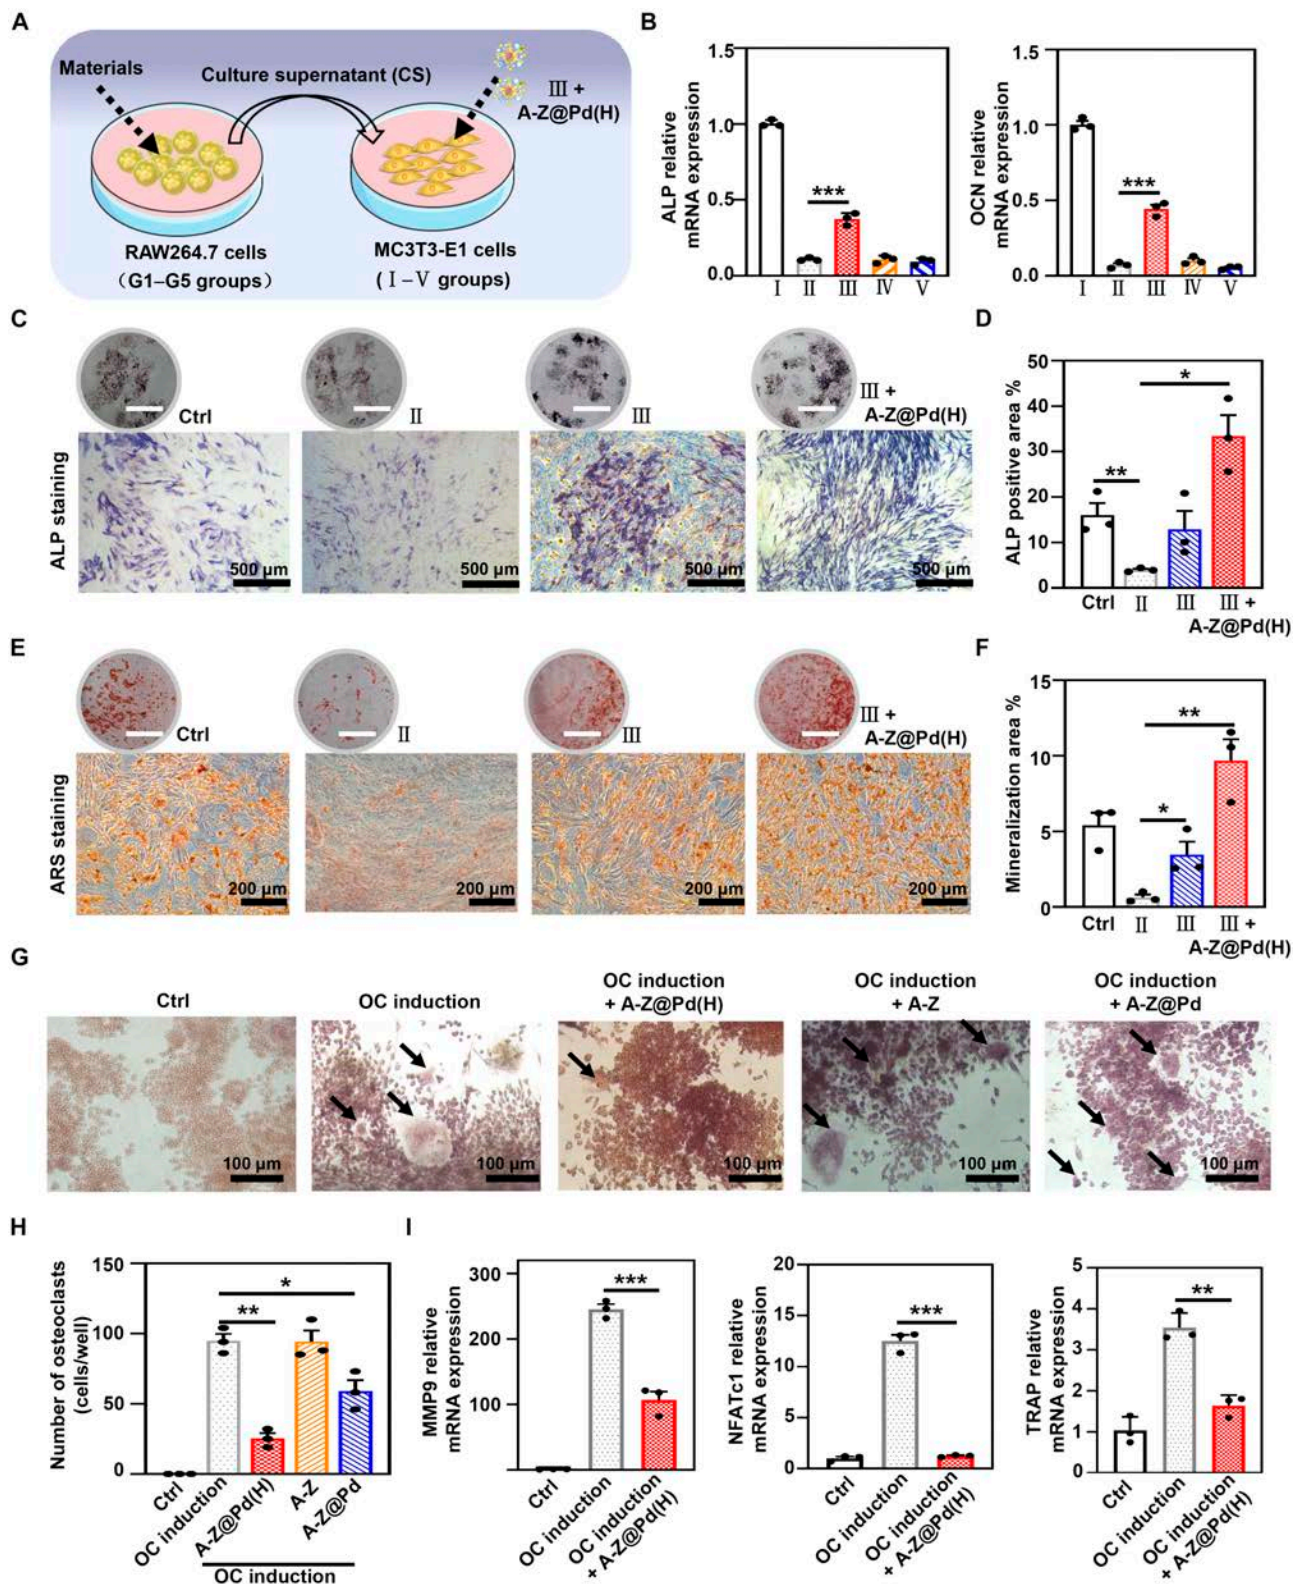 A
Materials
Culture supernatant (CS)
Ⅲ +
A-Z@Pd(H)
RAW264.7 cells
(G1–G5 groups)
MC3T3-E1 cells
( Ⅰ–Ⅴ groups)
B
ALP relative
mRNA expression
1.5
1.0
0.5
0.0
***
Ⅰ Ⅱ Ⅲ Ⅳ Ⅴ
OCN relative
mRNA expression
1.5
1.0
0.5
0.0
***
Ⅰ Ⅱ Ⅲ Ⅳ Ⅴ
C
ALP staining
Ctrl
Ⅱ
Ⅲ
Ⅲ +
A-Z@Pd(H)
500 µm
500 µm
500 µm
500 µm
D
ALP positive area %
50
40
30
20
10
0
**
*
Ctrl Ⅱ Ⅲ Ⅲ +
A-Z@Pd(H)
E
ARS staining
Ctrl
Ⅱ
Ⅲ
Ⅲ +
A-Z@Pd(H)
200 µm
200 µm
200 µm
200 µm
F
Mineralization area %
15
10
5
0
*
**
Ctrl Ⅱ Ⅲ Ⅲ +
A-Z@Pd(H)
G
Ctrl
OC induction
OC induction
+ A-Z@Pd(H)
OC induction
+ A-Z
OC induction
+ A-Z@Pd
100 µm
100 µm
100 µm
100 µm
100 µm
H
Number of osteoclasts
(cells/well)
150
100
50
0
**
*
Ctrl
OC induction
A-Z@Pd(H)
A-Z
A-Z@Pd
OC induction
I
MMP9 relative
mRNA expression
300
200
100
***
Ctrl
OC induction
OC induction
+ A-Z@Pd(H)
NFATc1 relative
mRNA expression
20
15
10
5
0
***
Ctrl
OC induction
OC induction
+ A-Z@Pd(H)
TRAP relative
mRNA expression
5
4
3
2
1
0
**
Ctrl
OC induction
OC induction
+ A-Z@Pd(H)